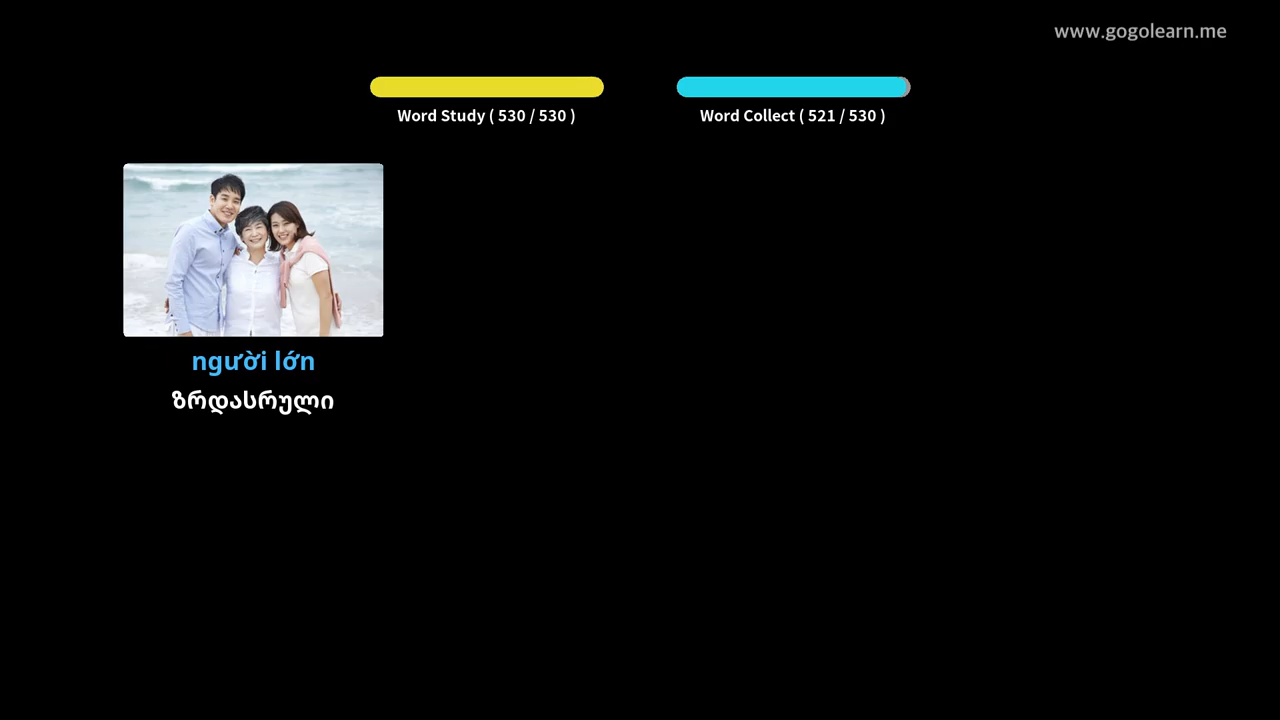 www.gogolearn.me
Word Study ( 530 / 530 )
Word Collect ( 521 / 530 )
người lớn
ზრდასრული